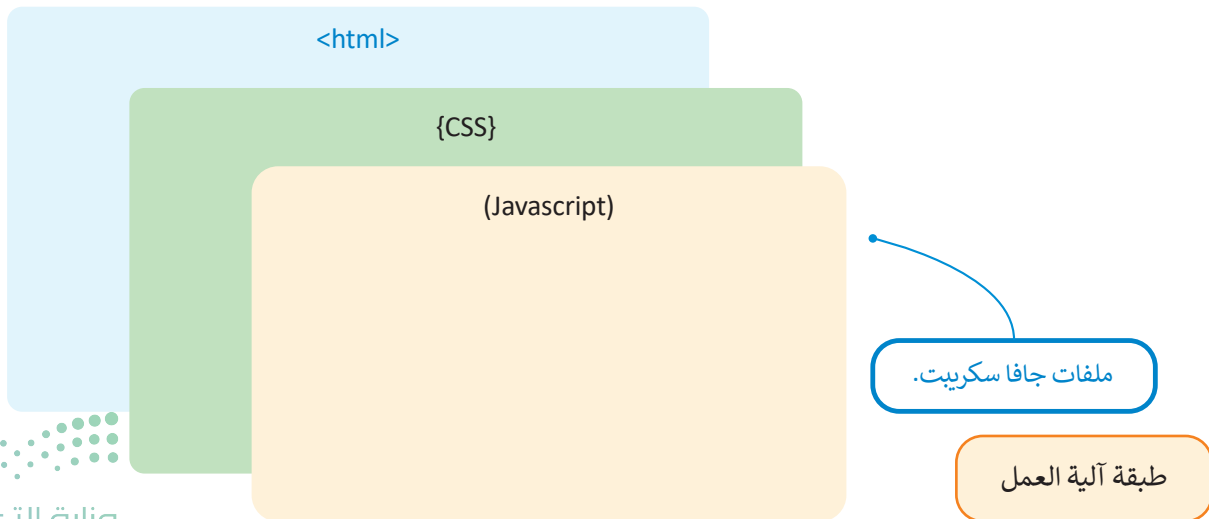 <html>
{CSS}
(Javascript)
ملفات جافا سكريبت.
طبقة آلية العمل